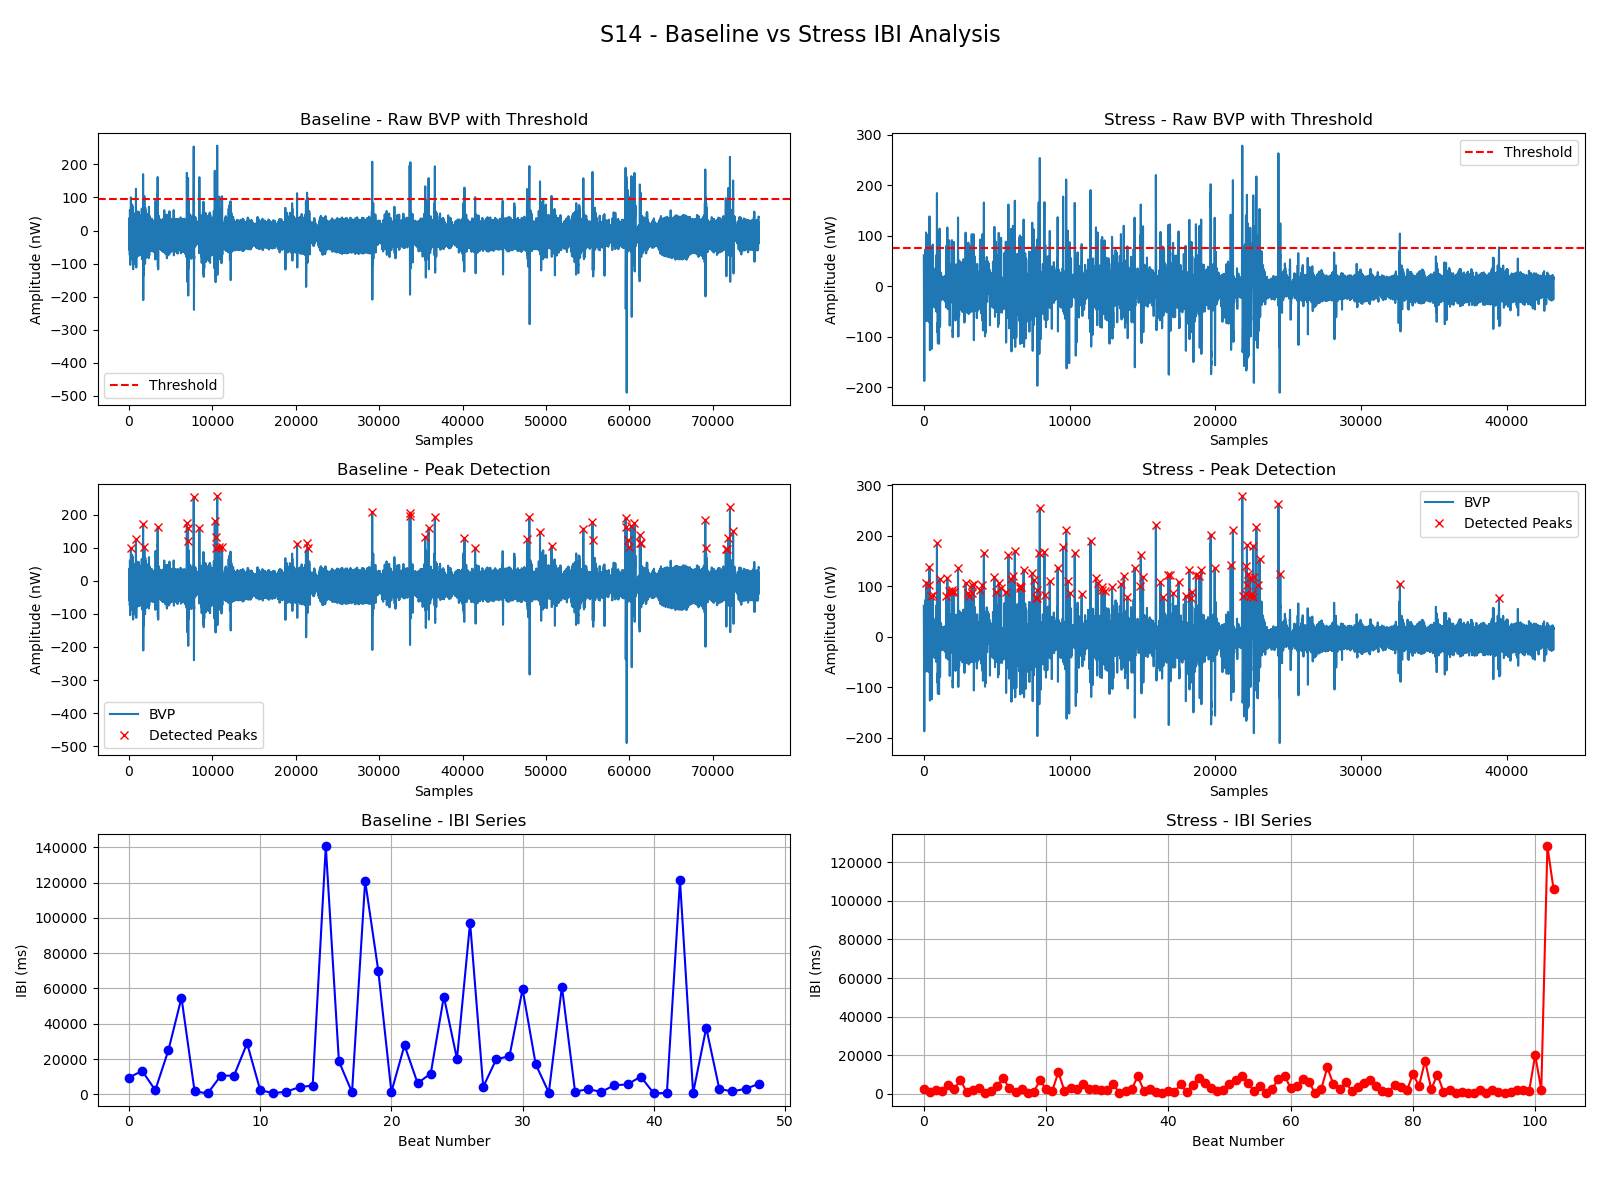 S14 - Baseline vs Stress IBI Analysis
Baseline - Raw BVP with Threshold
Amplitude (nW)
200
100
0
−100
−200
−300
−400
−500
Threshold
0 10000 20000 30000 40000 50000 60000 70000
Samples
Stress - Raw BVP with Threshold
Amplitude (nW)
300
200
100
0
−100
−200
Threshold
0 10000 20000 30000 40000
Samples
Baseline - Peak Detection
Amplitude (nW)
200
100
0
−100
−200
−300
−400
−500
BVP
Detected Peaks
0 10000 20000 30000 40000 50000 60000 70000
Samples
Stress - Peak Detection
Amplitude (nW)
300
200
100
0
−100
−200
BVP
Detected Peaks
0 10000 20000 30000 40000
Samples
Baseline - IBI Series
IBI (ms)
140000
120000
100000
80000
60000
40000
20000
0
0 10 20 30 40 50
Beat Number
Stress - IBI Series
IBI (ms)
120000
100000
80000
60000
40000
20000
0
0 20 40 60 80 100
Beat Number